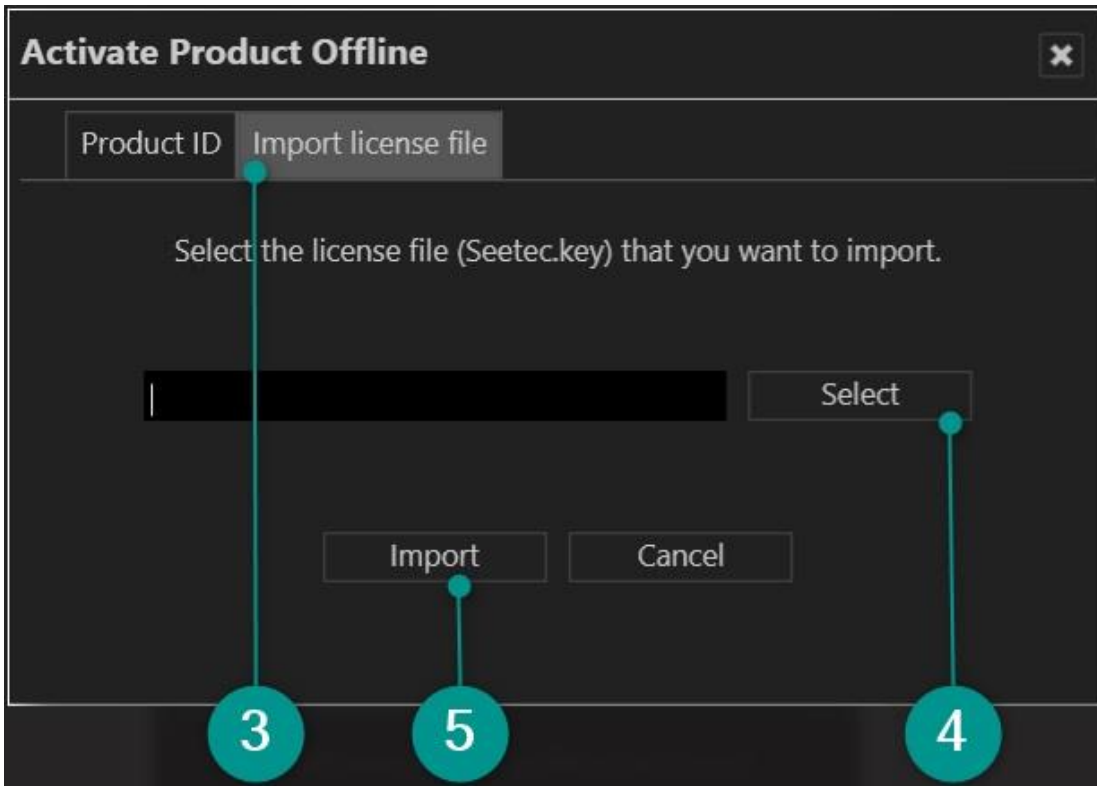 Activate Product Offline
Product ID Import license file
Select the license file (Seetec.key) that you want to import.
Select
Import Cancel
3 5 4